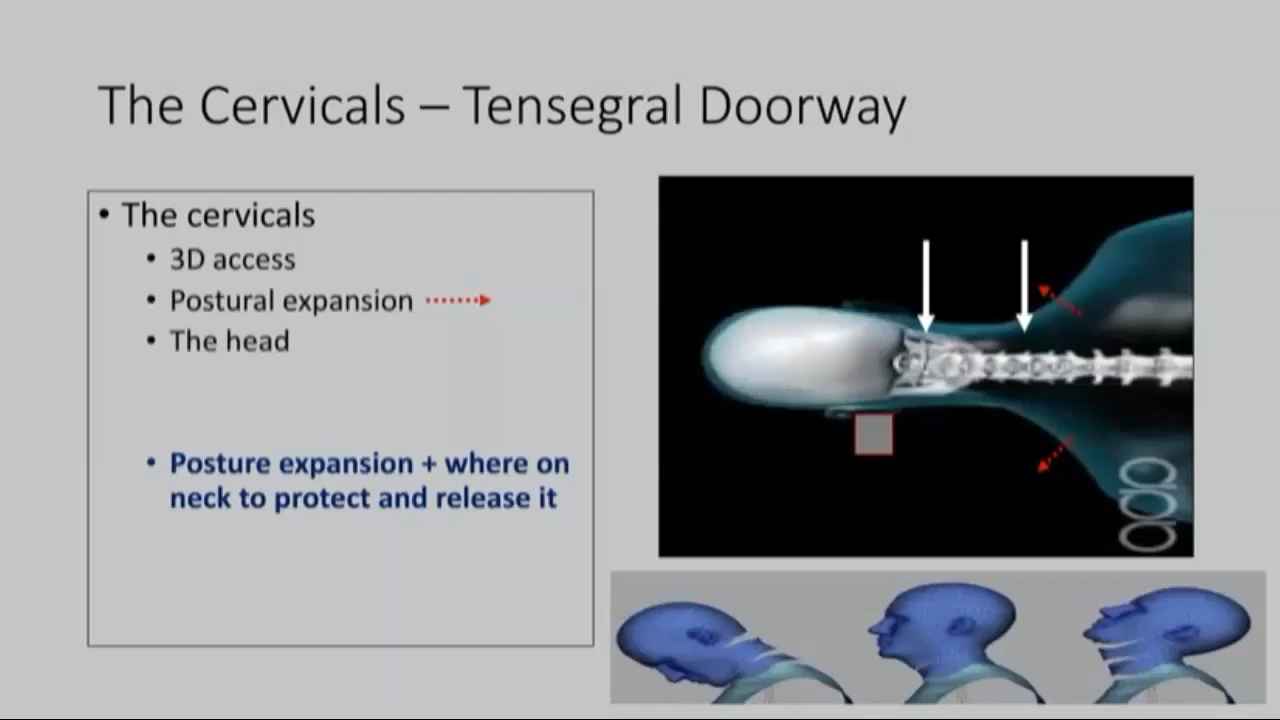 The Cervicals – Tensegral Doorway
• The cervicals
• 3D access
• Postural expansion
• The head
• Posture expansion + where on
neck to protect and release it